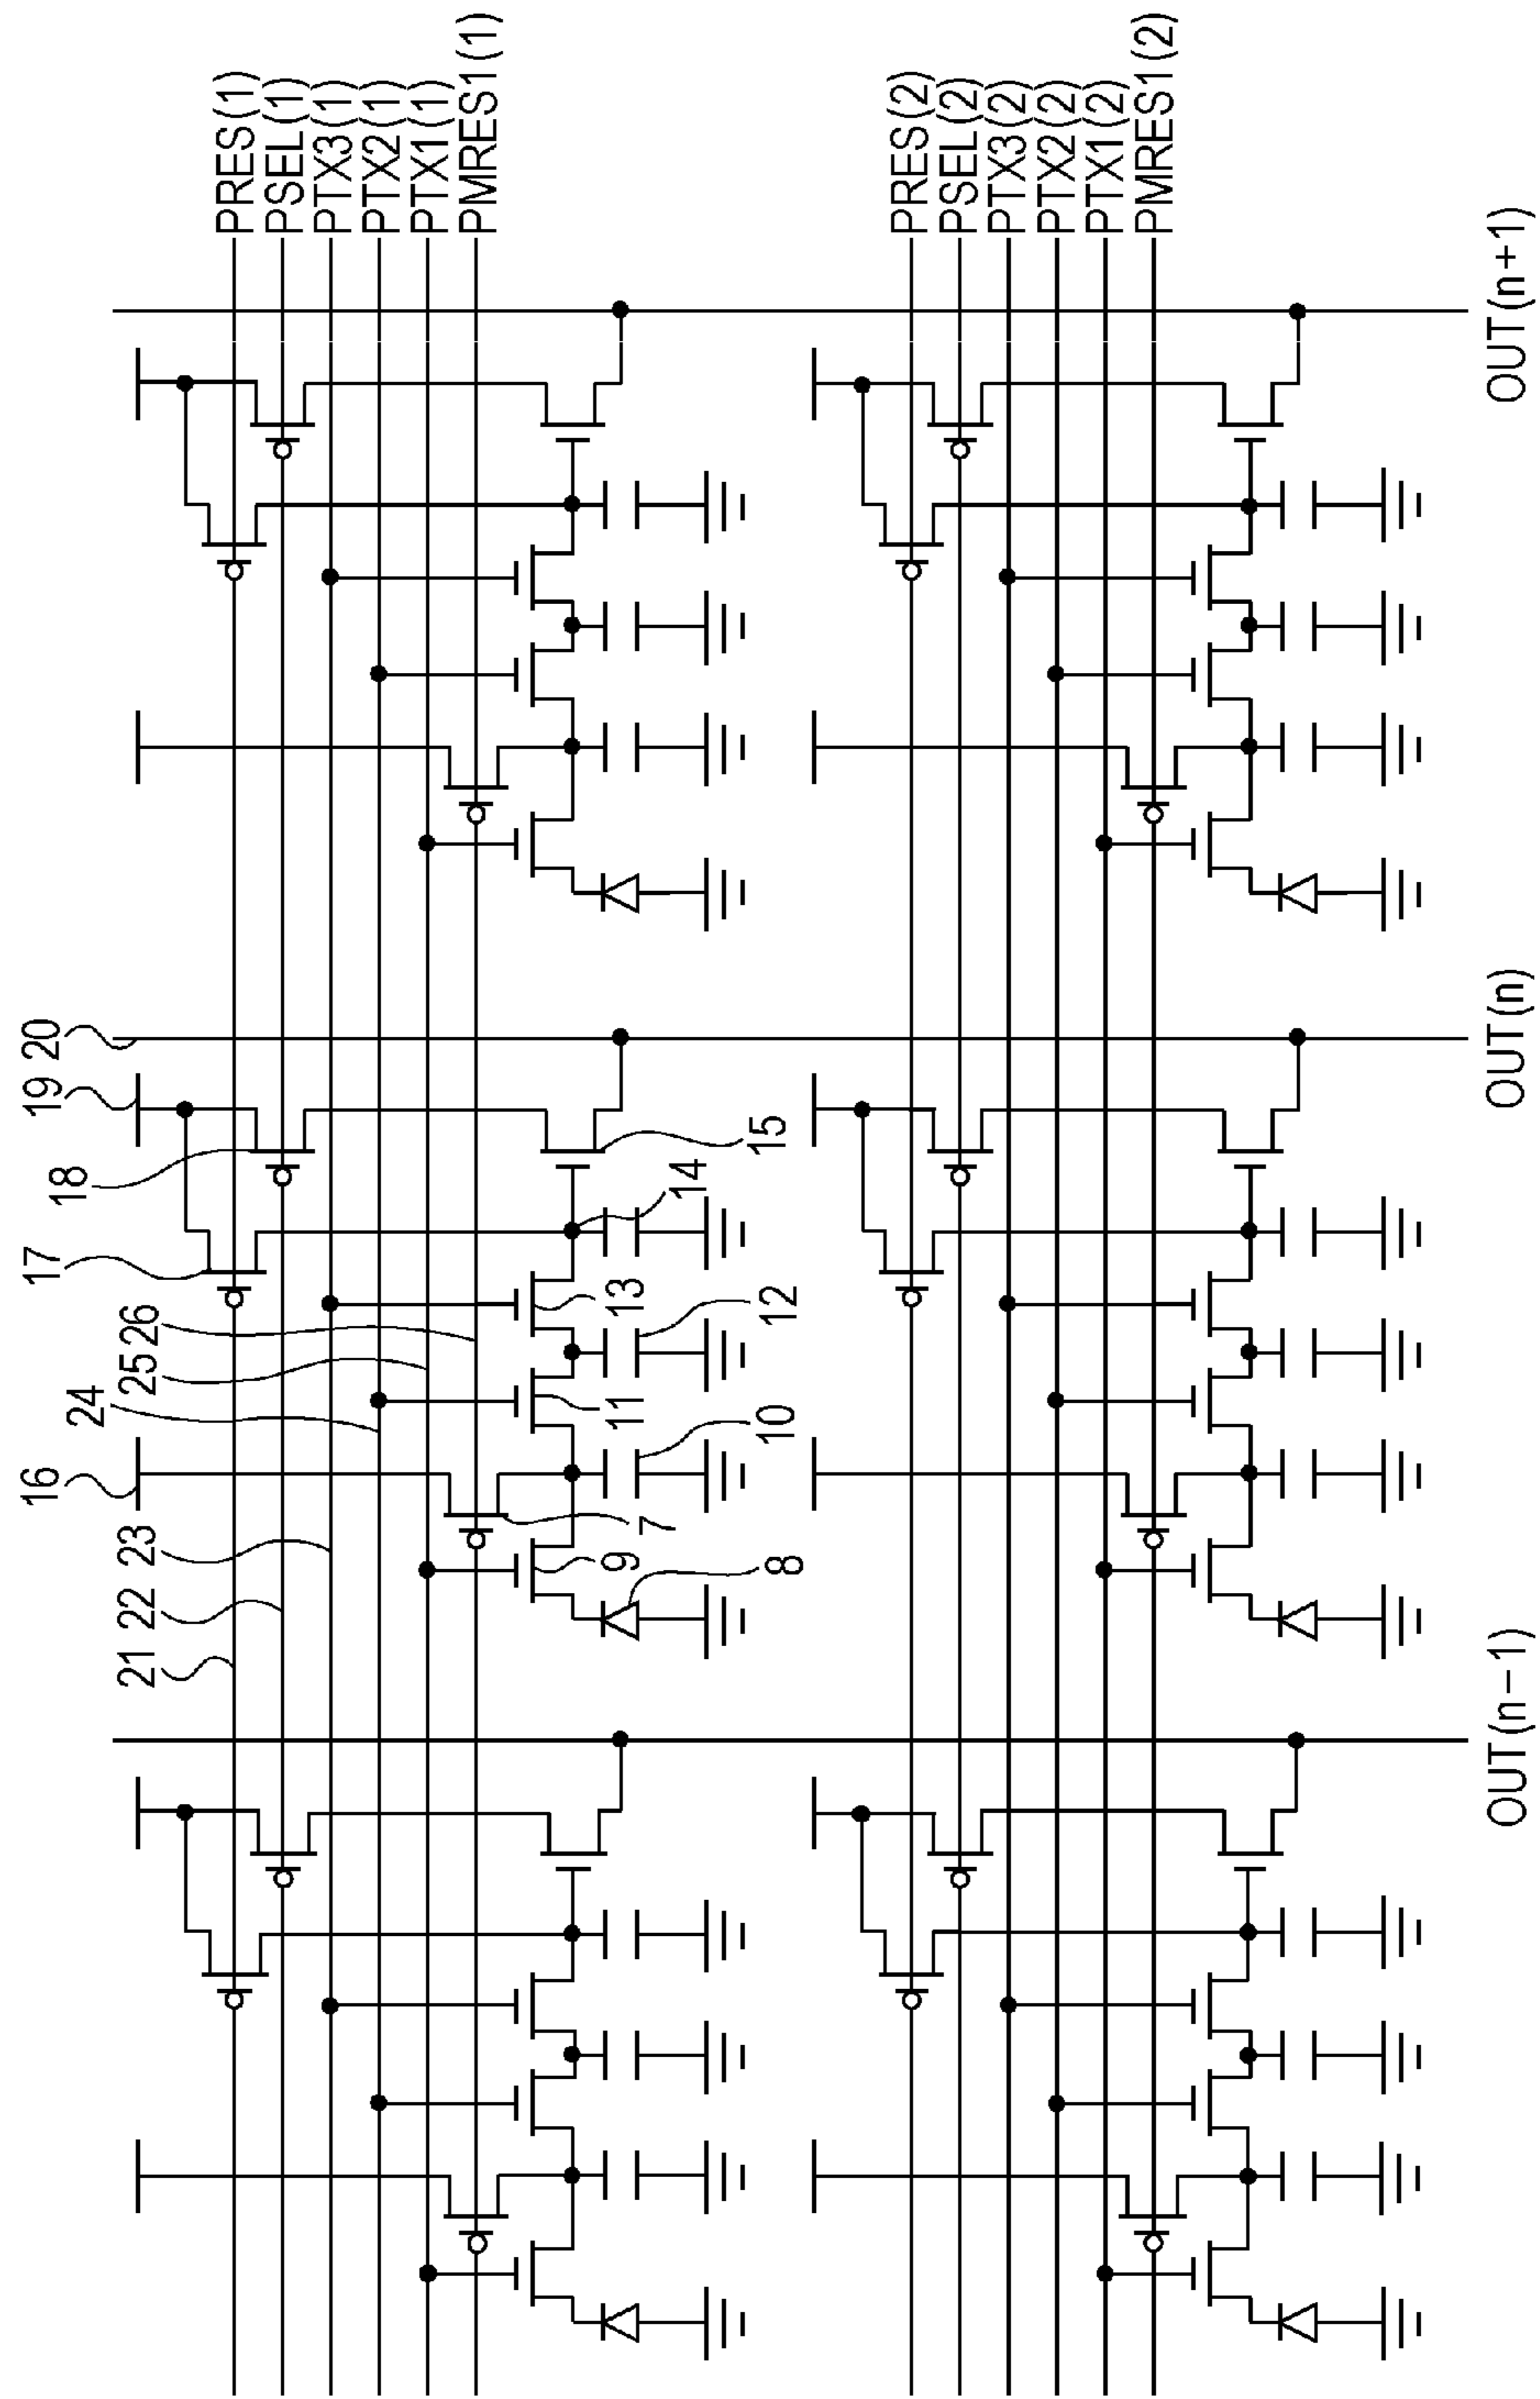 PRES(1)
PSEL(1)
PTX3(1)
PTX2(1)
PTX1(1)
PMRES1(1)
PRES(2)
PSEL(2)
PTX3(2)
PTX2(2)
PTX1(2)
PMRES1(2)
OUT(n+1)
20
19
18
17
15
14
13
12
26
25
24
11
10
16
7
9
8
23
22
21
OUT(n)
OUT(n−1)